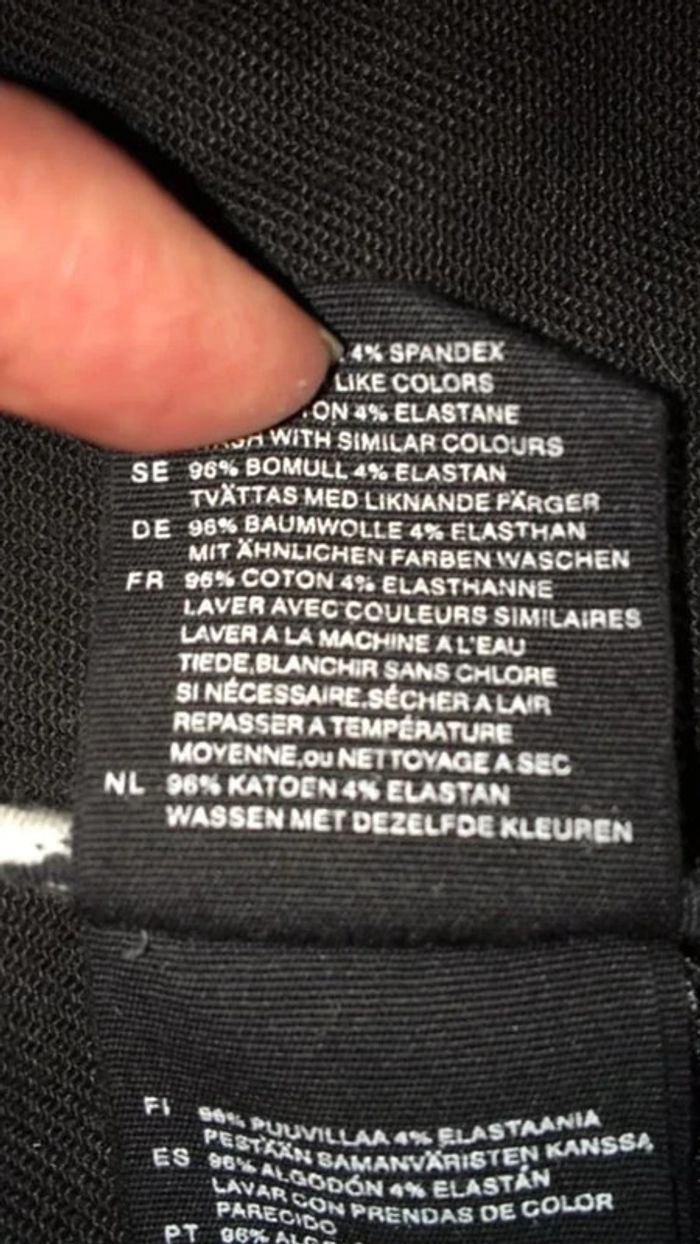 4% SPANDEX
LIKE COLORS
TON 4% ELASTANE
WASH WITH SIMILAR COLOURS
SE 96% BOMULL 4% ELASTAN
TVÄTTAS MED LIKNANDE FÄRGER
DE 96% BAUMWOLLE 4% ELASTHAN
MIT ÄHNLICHEN FARBEN WASCHEN
FR 96% COTON 4% ELASTHANNE
LAVER AVEC COULEURS SIMILAIRES
LAVER A LA MACHINE A L'EAU
TIEDE,BLANCHIR SANS CHLORE
SI NÉCESSAIRE.SÉCHER A LAIR
REPASSER A TEMPÉRATURE
MOYENNE,ou NETTOYAGE A SEC
NL 96% KATOEN 4% ELASTAN
WASSEN MET DEZELFDE KLEUREN
FI 96% PUUVILLAA 4% ELASTAANIA
PESTÄÄN SAMANVÄRISTEN KANSSA
ES 96% ALGODÓN 4% ELASTÁN
LAVAR CON PRENDAS DE COLOR
PARECIDO
PT 96%